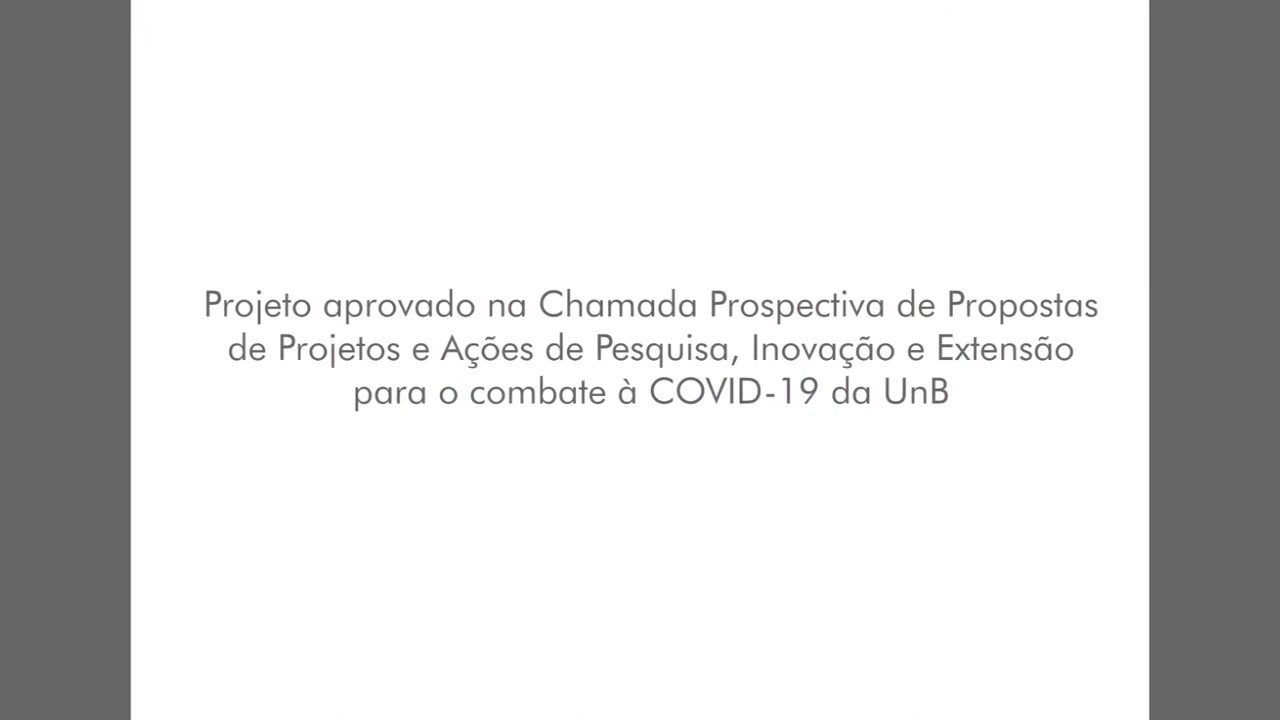 Projeto aprovado na Chamada Prospectiva de Propostas
de Projetos e Ações de Pesquisa, Inovação e Extensão
para o combate à COVID-19 da UnB